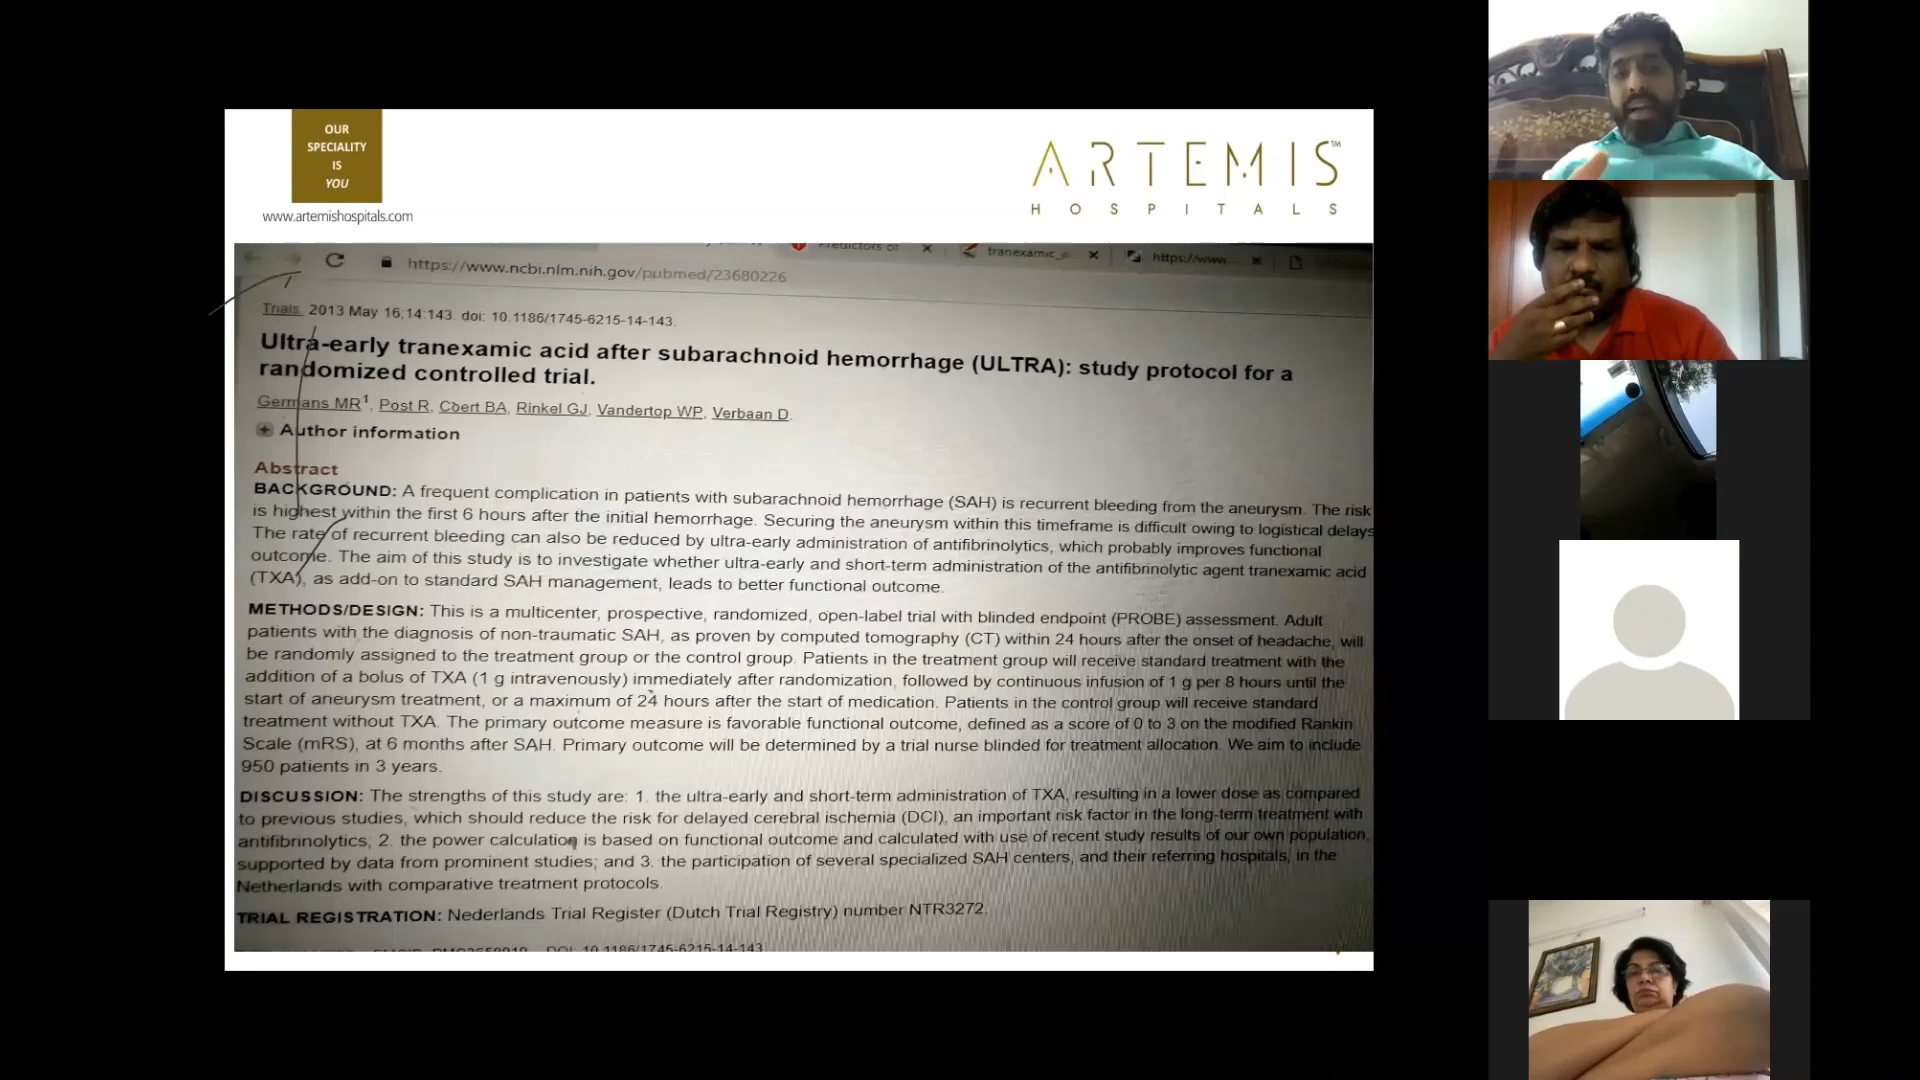 OUR
SPECIALITY
IS
YOU
www.artemishospitals.com
ARTEMIS™
HOSPITALS
Predictors of
tranexamic_
https://www...
https://www.ncbi.nlm.nih.gov/pubmed/23680226
Trials. 2013 May 16;14:143. doi: 10.1186/1745-6215-14-143.
Ultra-early tranexamic acid after subarachnoid hemorrhage (ULTRA): study protocol for a
randomized controlled trial.
Germans MR1, Post R, Coert BA, Rinkel GJ, Vandertop WP, Verbaan D.
Author information
Abstract
BACKGROUND: A frequent complication in patients with subarachnoid hemorrhage (SAH) is recurrent bleeding from the aneurysm. The risk
is highest within the first 6 hours after the initial hemorrhage. Securing the aneurysm within this timeframe is difficult owing to logistical delays
The rate of recurrent bleeding can also be reduced by ultra-early administration of antifibrinolytics, which probably improves functional
outcome. The aim of this study is to investigate whether ultra-early and short-term administration of the antifibrinolytic agent tranexamic acid
(TXA), as add-on to standard SAH management, leads to better functional outcome.
METHODS/DESIGN: This is a multicenter, prospective, randomized, open-label trial with blinded endpoint (PROBE) assessment. Adult
patients with the diagnosis of non-traumatic SAH, as proven by computed tomography (CT) within 24 hours after the onset of headache, will
be randomly assigned to the treatment group or the control group. Patients in the treatment group will receive standard treatment with the
addition of a bolus of TXA (1 g intravenously) immediately after randomization, followed by continuous infusion of 1 g per 8 hours until the
start of aneurysm treatment, or a maximum of 24 hours after the start of medication. Patients in the control group will receive standard
treatment without TXA. The primary outcome measure is favorable functional outcome, defined as a score of 0 to 3 on the modified Rankin
Scale (mRS), at 6 months after SAH. Primary outcome will be determined by a trial nurse blinded for treatment allocation. We aim to include
950 patients in 3 years.
DISCUSSION: The strengths of this study are: 1. the ultra-early and short-term administration of TXA, resulting in a lower dose as compared
to previous studies, which should reduce the risk for delayed cerebral ischemia (DCI), an important risk factor in the long-term treatment with
antifibrinolytics; 2. the power calculation is based on functional outcome and calculated with use of recent study results of our own population,
supported by data from prominent studies; and 3. the participation of several specialized SAH centers, and their referring hospitals, in the
Netherlands with comparative treatment protocols.
TRIAL REGISTRATION: Nederlands Trial Register (Dutch Trial Registry) number NTR3272.
DOI: 10.1186/1745-6215-14-143